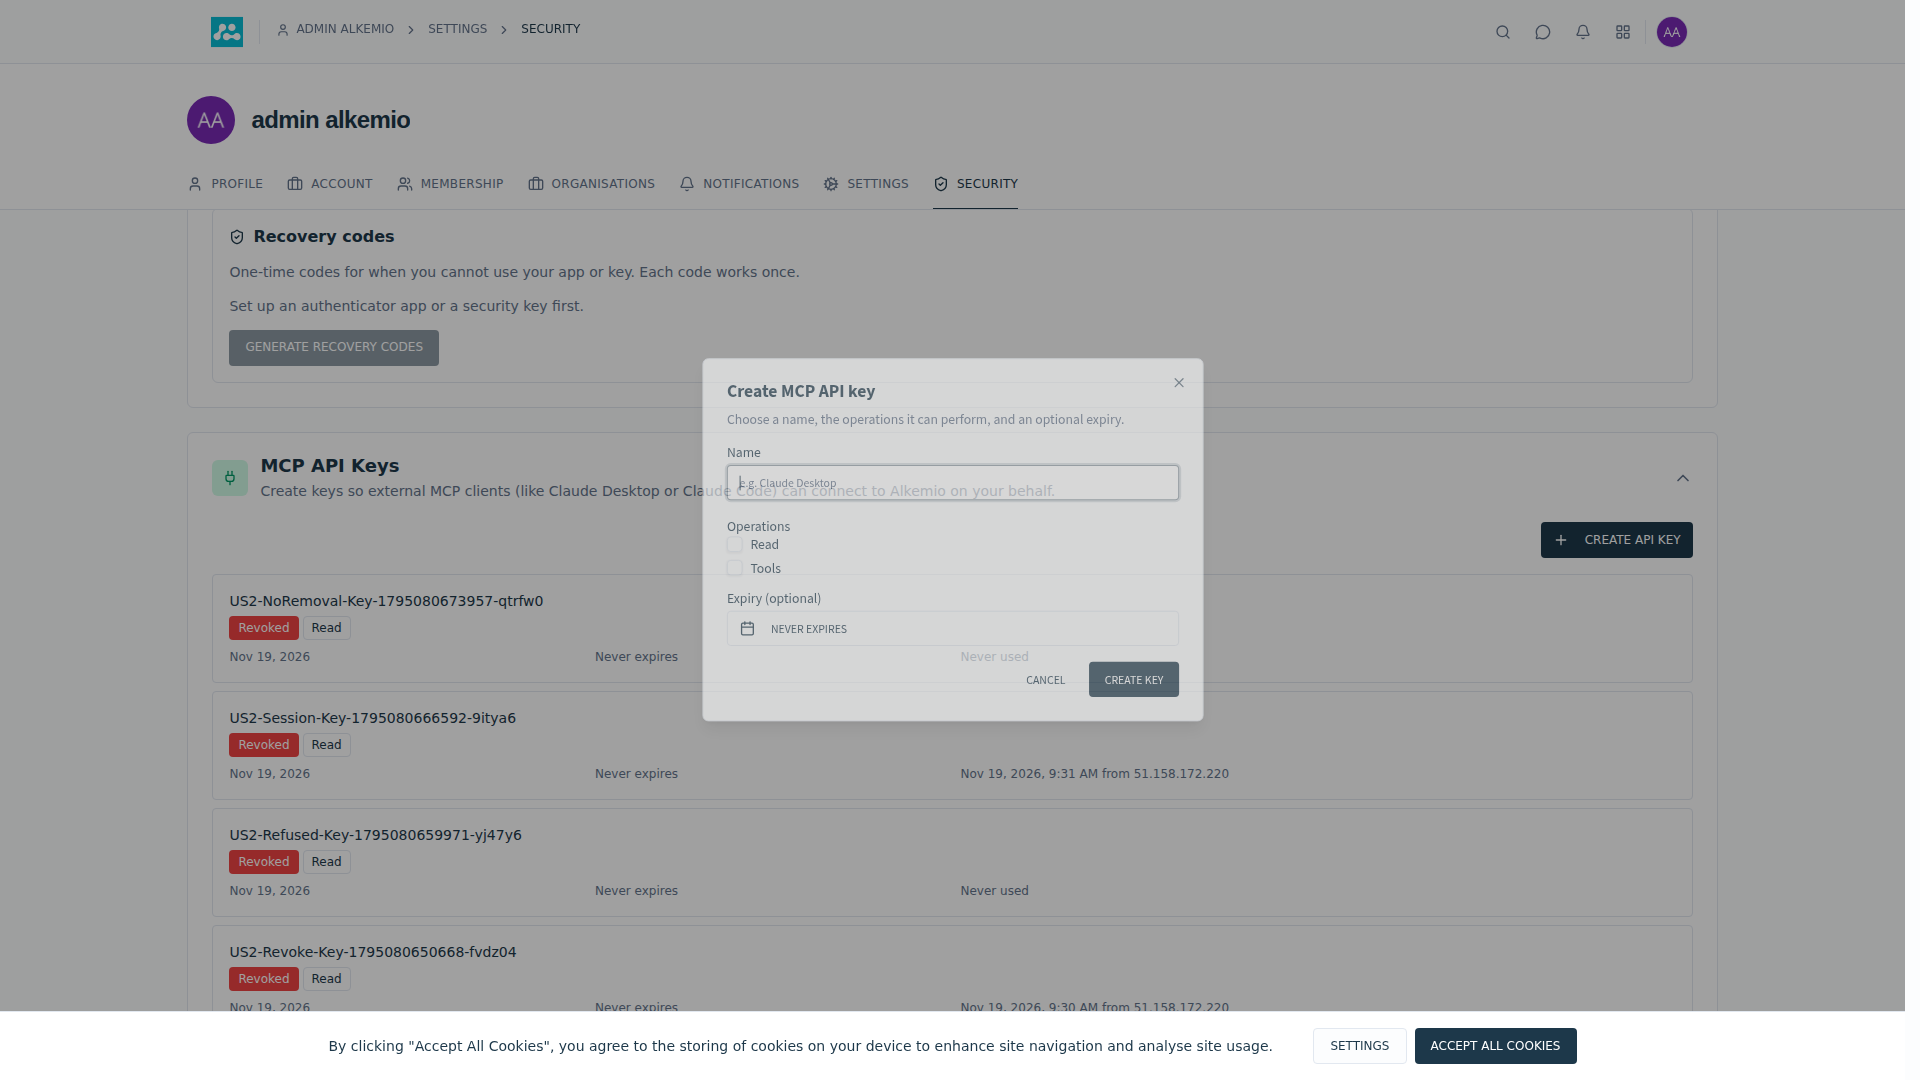 ADMIN ALKEMIO > SETTINGS > SECURITY
AA
AA
admin alkemio
PROFILE ACCOUNT MEMBERSHIP ORGANISATIONS NOTIFICATIONS SETTINGS SECURITY
Recovery codes
One-time codes for when you cannot use your app or key. Each code works once.
Set up an authenticator app or a security key first.
GENERATE RECOVERY CODES
Create MCP API key
Choose a name, the operations it can perform, and an optional expiry.
Name
e.g. Claude Desktop
Operations
Read
Tools
Expiry (optional)
NEVER EXPIRES
CANCEL CREATE KEY
MCP API Keys
Create keys so external MCP clients (like Claude Desktop or Claude Code) can connect to Alkemio on your behalf.
CREATE API KEY
US2-NoRemoval-Key-1795080673957-qtrfw0
Revoked Read
Nov 19, 2026 Never expires Never used
US2-Session-Key-1795080666592-9itya6
Revoked Read
Nov 19, 2026 Never expires Nov 19, 2026, 9:31 AM from 51.158.172.220
US2-Refused-Key-1795080659971-yj47y6
Revoked Read
Nov 19, 2026 Never expires Never used
US2-Revoke-Key-1795080650668-fvdz04
Revoked Read
Nov 19, 2026 Never expires Nov 19, 2026, 9:30 AM from 51.158.172.220
By clicking "Accept All Cookies", you agree to the storing of cookies on your device to enhance site navigation and analyse site usage.
SETTINGS ACCEPT ALL COOKIES